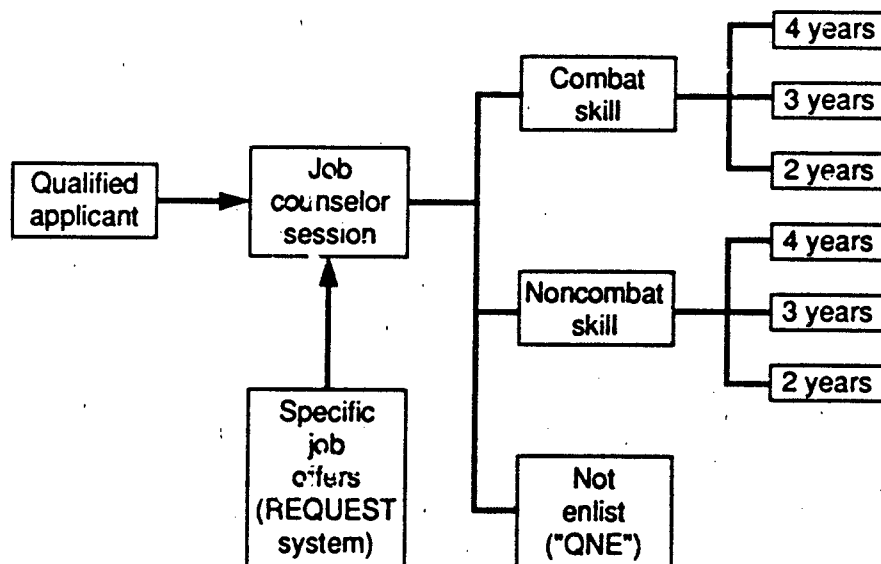 Qualified
applicant
Job
counselor
session
Specific
job
offers
(REQUEST
system)
Combat
skill
4 years
3 years
2 years
Noncombat
skill
4 years
3 years
2 years
Not
enlist
("QNE")